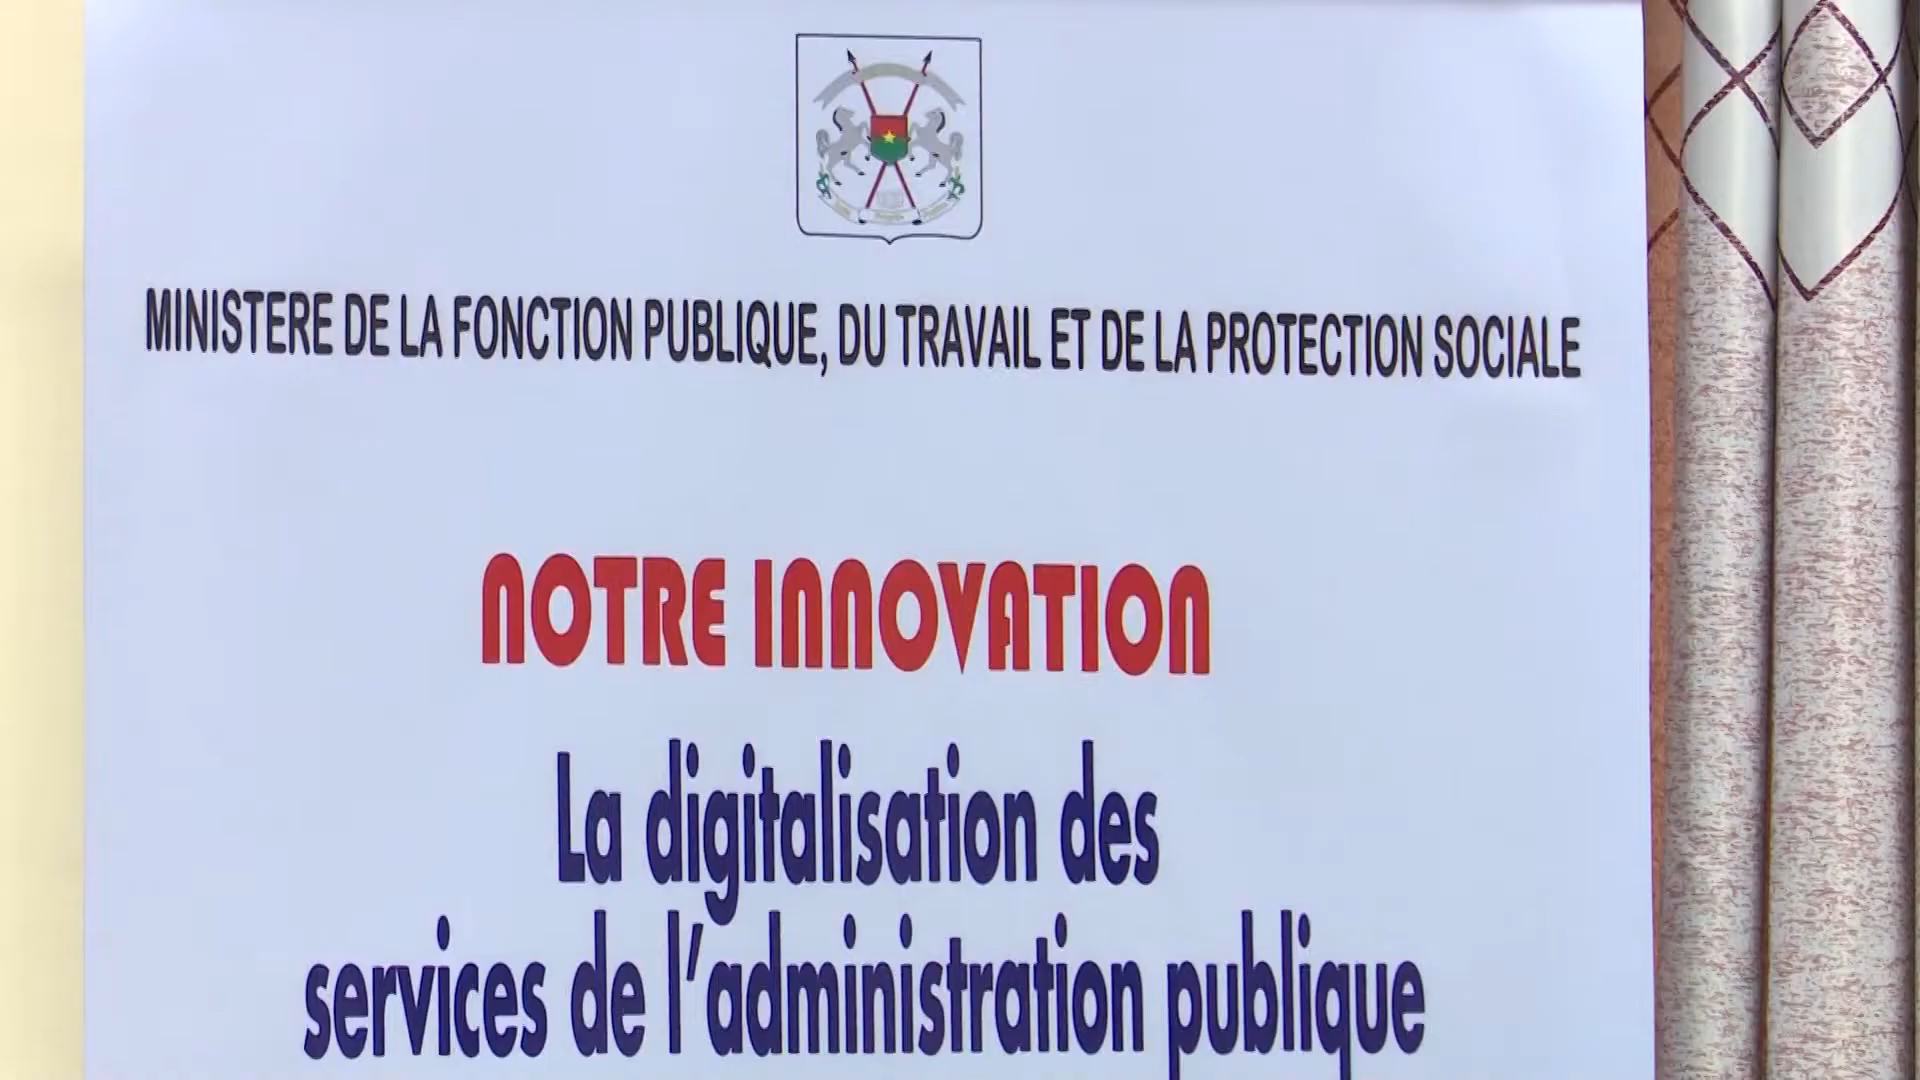 MINISTERE DE LA FONCTION PUBLIQUE, DU TRAVAIL ET DE LA PROTECTION SOCIALE
NOTRE INNOVATION
La digitalisation des
services de l'administration publique